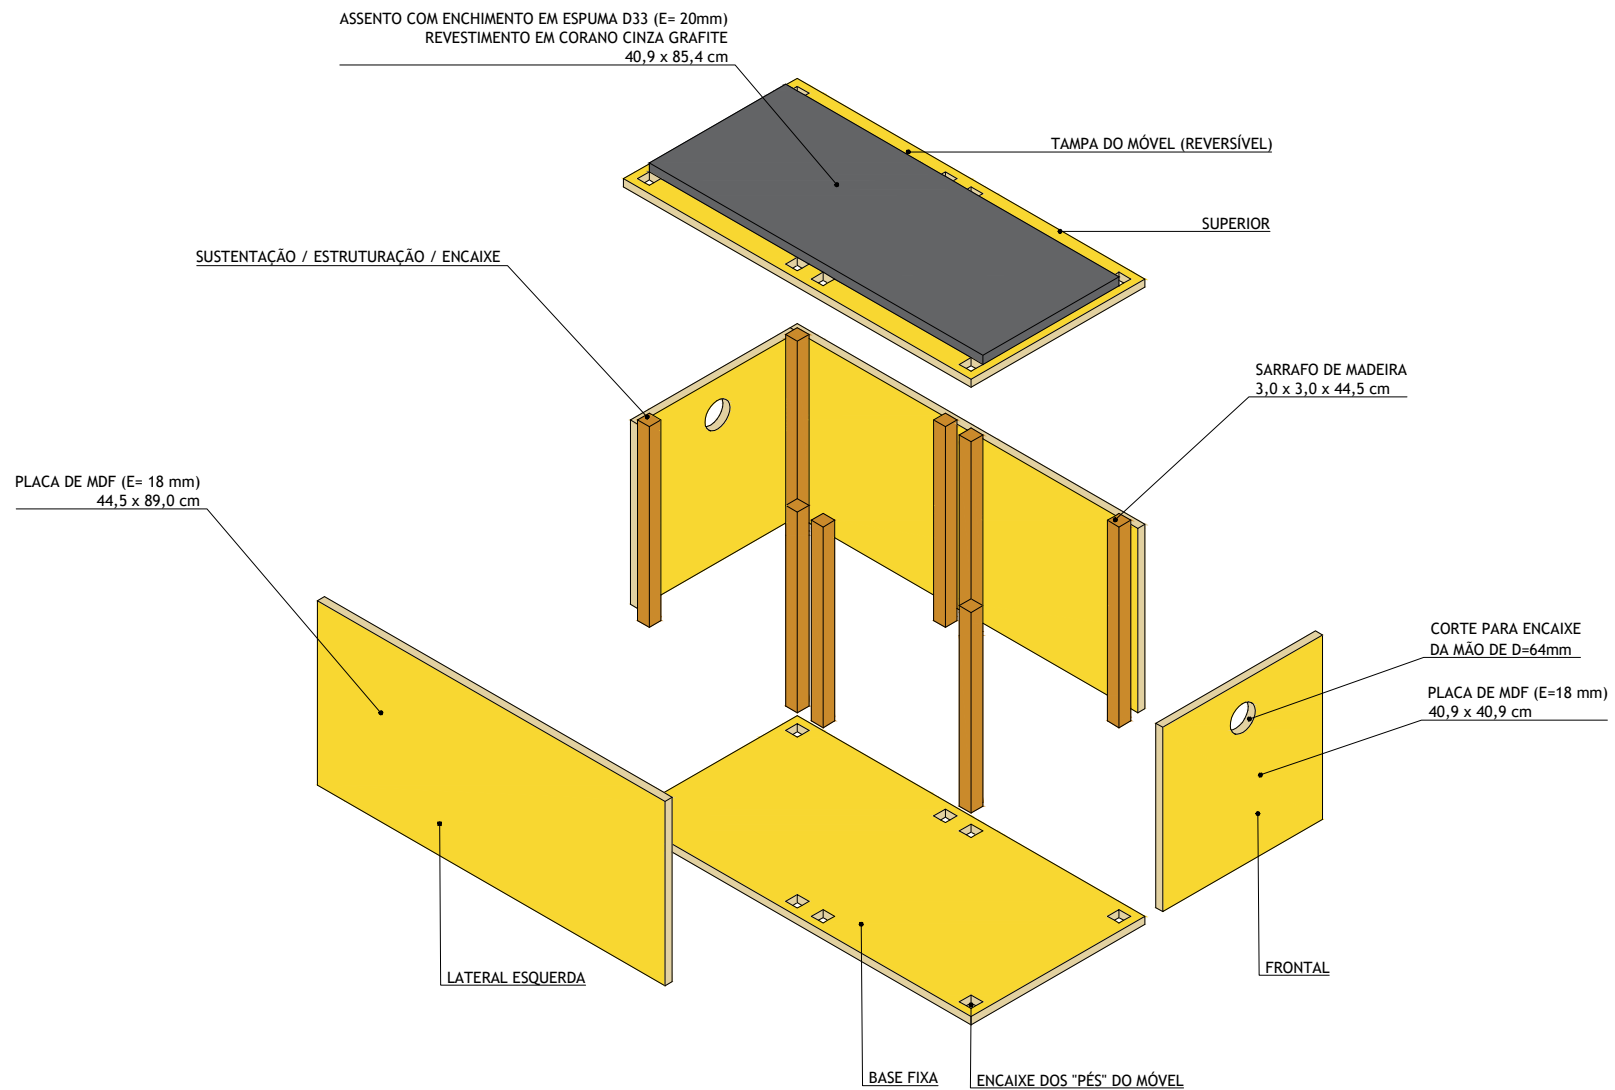 ASSENTO COM ENCHIMENTO EM ESPUMA D33 (E= 20mm)
REVESTIMENTO EM CORANO CINZA GRAFITE
40,9 x 85,4 cm
TAMPA DO MÓVEL (REVERSÍVEL)
SUPERIOR
SUSTENTAÇÃO / ESTRUTURAÇÃO / ENCAIXE
SARRAFO DE MADEIRA
3,0 x 3,0 x 44,5 cm
PLACA DE MDF (E= 18 mm)
44,5 x 89,0 cm
CORTE PARA ENCAIXE
DA MÃO DE D=64mm
PLACA DE MDF (E=18 mm)
40,9 x 40,9 cm
LATERAL ESQUERDA
FRONTAL
BASE FIXA
ENCAIXE DOS "PÉS" DO MÓVEL